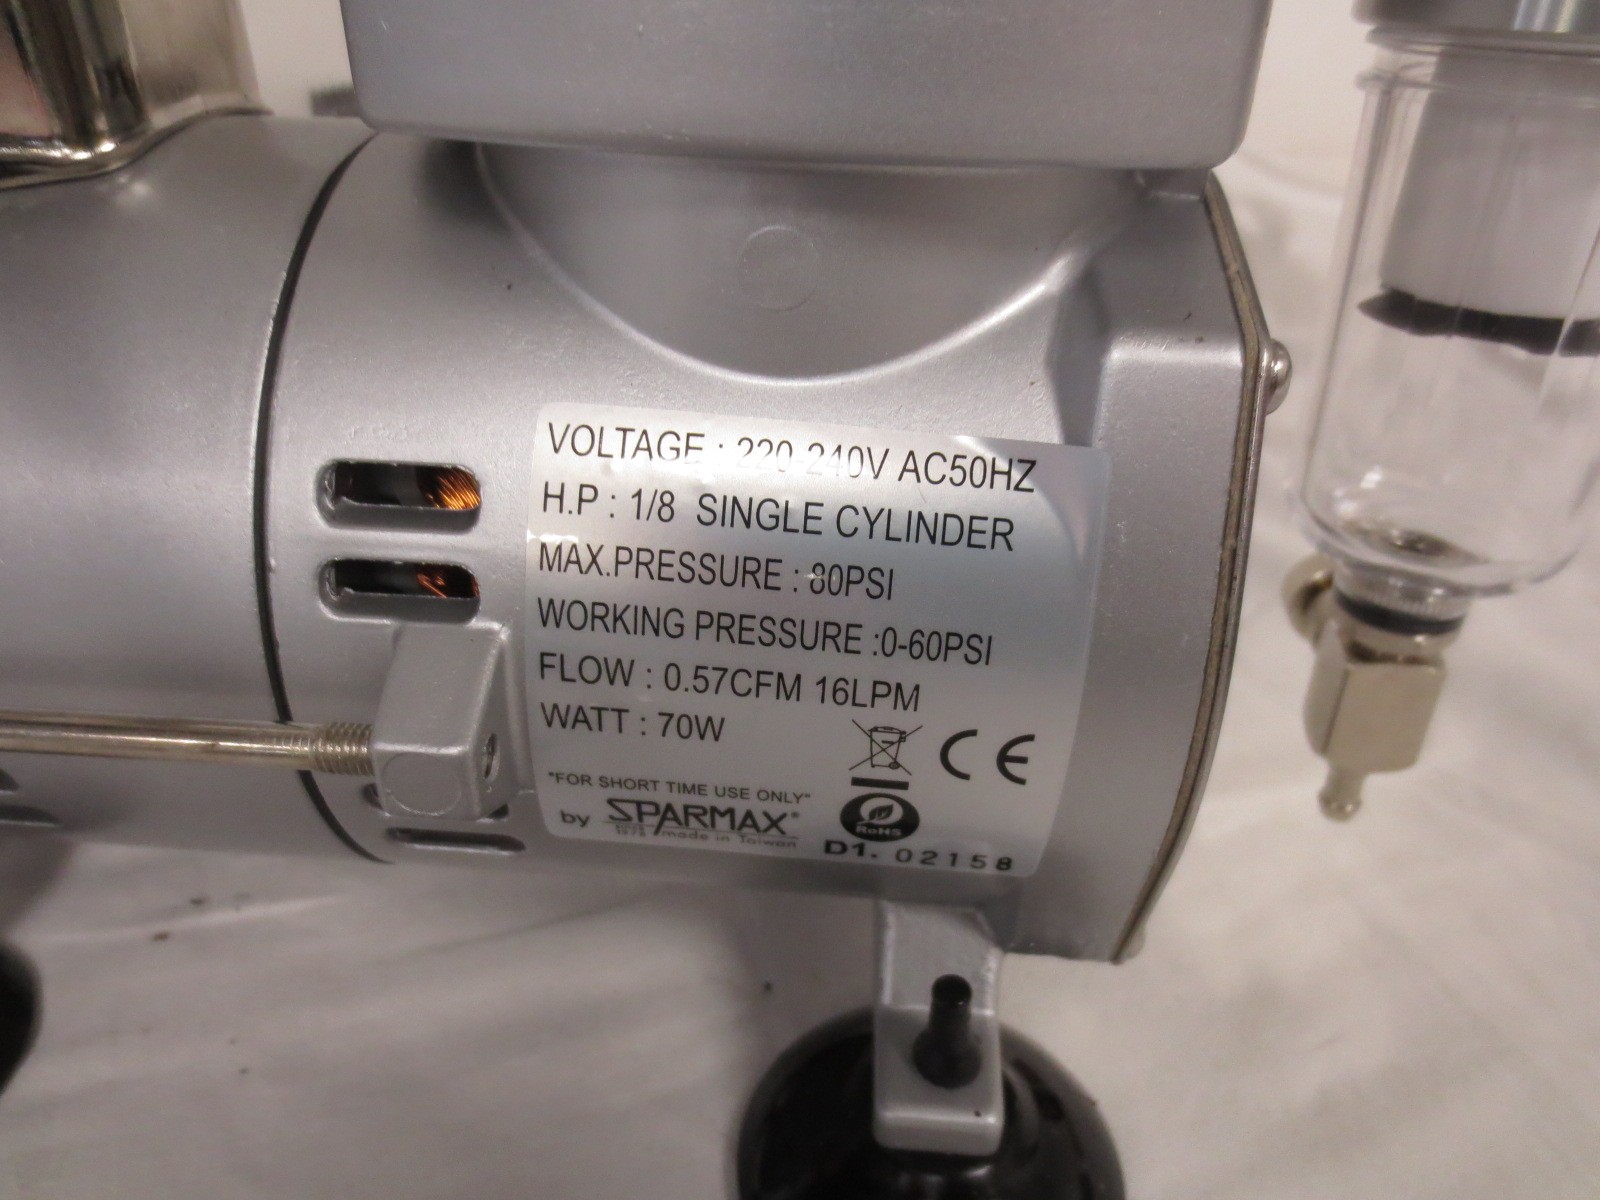 VOLTAGE : 220-240V AC50HZ
H.P : 1/8 SINGLE CYLINDER
MAX.PRESSURE : 80PSI
WORKING PRESSURE :0-60PSI
FLOW : 0.57CFM 16LPM
WATT : 70W
CE
"FOR SHORT TIME USE ONLY"
by SPARMAX®
made in Taiwan
RoHS
D1. 02158